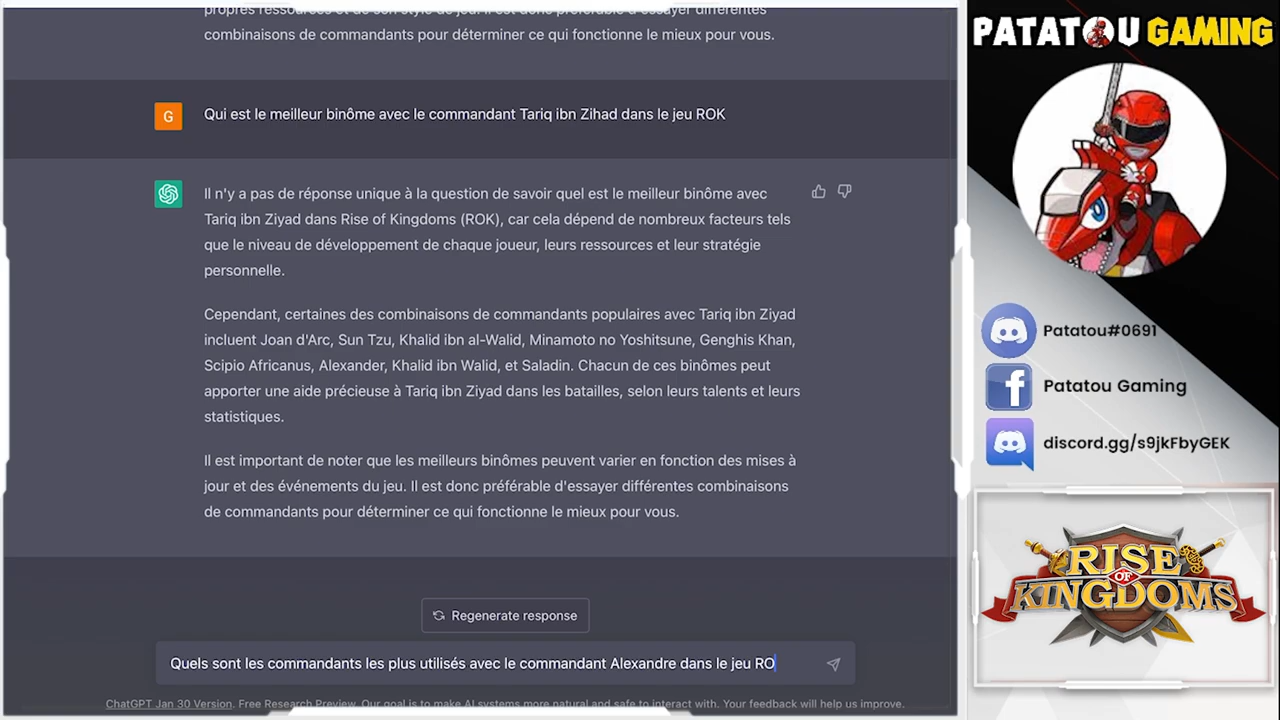 propres ressources et de son style de jeu. Il est donc préférable d'essayer différentes
combinaisons de commandants pour déterminer ce qui fonctionne le mieux pour vous.
G
Qui est le meilleur binôme avec le commandant Tariq ibn Zihad dans le jeu ROK
Il n'y a pas de réponse unique à la question de savoir quel est le meilleur binôme avec
Tariq ibn Ziyad dans Rise of Kingdoms (ROK), car cela dépend de nombreux facteurs tels
que le niveau de développement de chaque joueur, leurs ressources et leur stratégie
personnelle.
Cependant, certaines des combinaisons de commandants populaires avec Tariq ibn Ziyad
incluent Joan d'Arc, Sun Tzu, Khalid ibn al-Walid, Minamoto no Yoshitsune, Genghis Khan,
Scipio Africanus, Alexander, Khalid ibn Walid, et Saladin. Chacun de ces binômes peut
apporter une aide précieuse à Tariq ibn Ziyad dans les batailles, selon leurs talents et leurs
statistiques.
Il est important de noter que les meilleurs binômes peuvent varier en fonction des mises à
jour et des événements du jeu. Il est donc préférable d'essayer différentes combinaisons
de commandants pour déterminer ce qui fonctionne le mieux pour vous.
Regenerate response
Quels sont les commandants les plus utilisés avec le commandant Alexandre dans le jeu RO
ChatGPT Jan 30 Version. Free Research Preview. Our goal is to make AI systems more natural and safe to interact with. Your feedback will help us improve.
PATATOU GAMING
Patatou#0691
Patatou Gaming
discord.gg/s9jkFbyGEK
RISE
OF
KINGDOMS